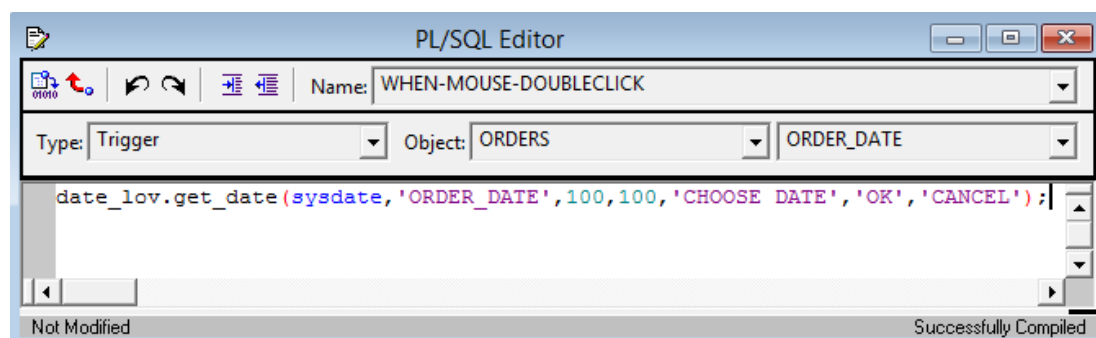 PL/SQL Editor
01010 Name: WHEN-MOUSE-DOUBLECLICK
Type: Trigger Object: ORDERS ORDER_DATE
date_lov.get_date(sysdate,'ORDER_DATE',100,100,'CHOOSE DATE','OK','CANCEL');
Not Modified Successfully Compiled